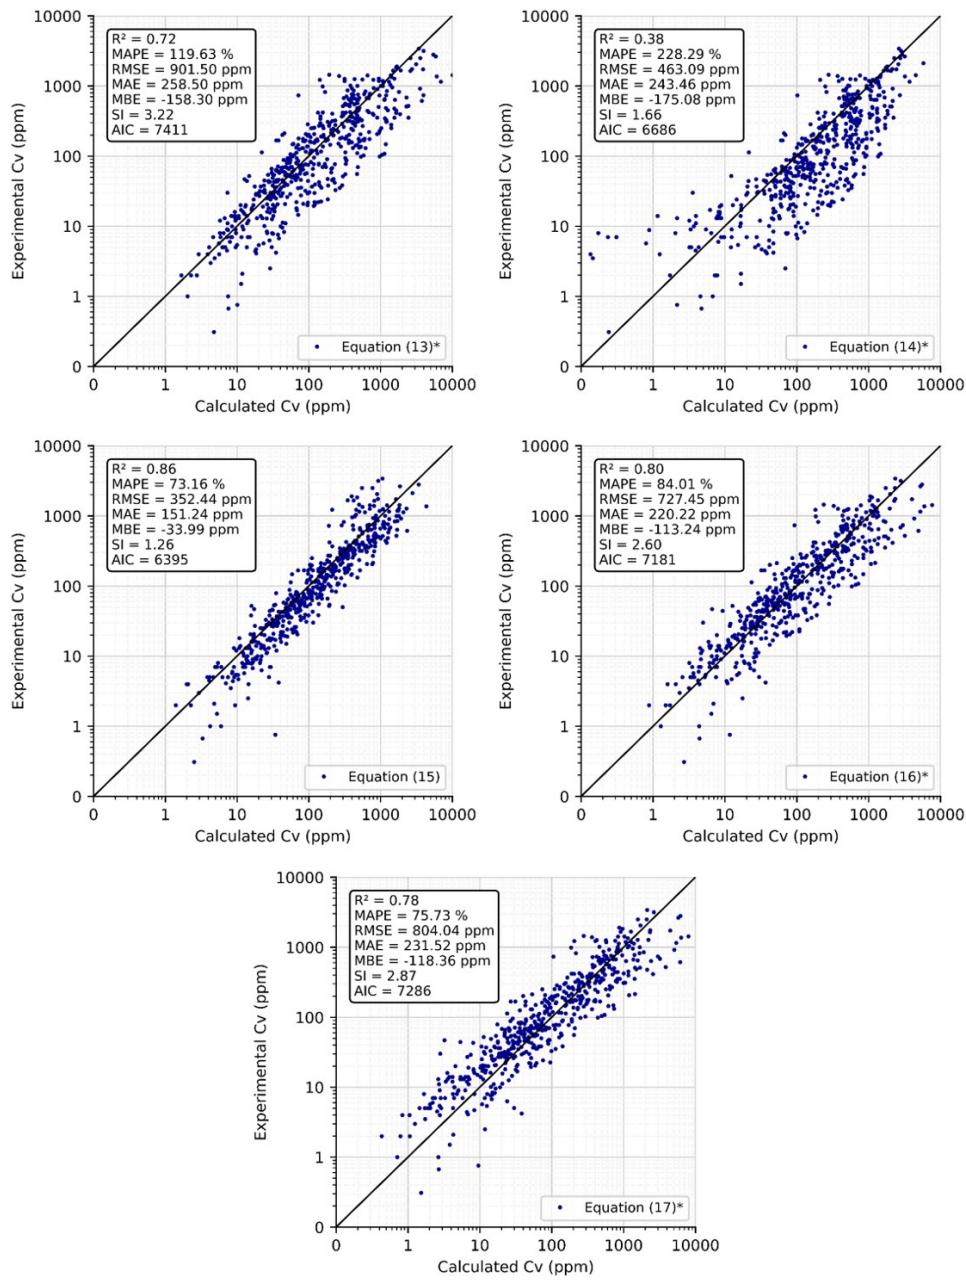 10000
1000
100
10
1
0
Experimental Cv (ppm)
R² = 0.72
MAPE = 119.63 %
RMSE = 901.50 ppm
MAE = 258.50 ppm
MBE = -158.30 ppm
SI = 3.22
AIC = 7411
Equation (13)*
0 1 10 100 1000 10000
Calculated Cv (ppm)
10000
1000
100
10
1
0
Experimental Cv (ppm)
R² = 0.38
MAPE = 228.29 %
RMSE = 463.09 ppm
MAE = 243.46 ppm
MBE = -175.08 ppm
SI = 1.66
AIC = 6686
Equation (14)*
0 1 10 100 1000 10000
Calculated Cv (ppm)
10000
1000
100
10
1
0
Experimental Cv (ppm)
R² = 0.86
MAPE = 73.16 %
RMSE = 352.44 ppm
MAE = 151.24 ppm
MBE = -33.99 ppm
SI = 1.26
AIC = 6395
Equation (15)
0 1 10 100 1000 10000
Calculated Cv (ppm)
10000
1000
100
10
1
0
Experimental Cv (ppm)
R² = 0.80
MAPE = 84.01 %
RMSE = 727.45 ppm
MAE = 220.22 ppm
MBE = -113.24 ppm
SI = 2.60
AIC = 7181
Equation (16)*
0 1 10 100 1000 10000
Calculated Cv (ppm)
10000
1000
100
10
1
0
Experimental Cv (ppm)
R² = 0.78
MAPE = 75.73 %
RMSE = 804.04 ppm
MAE = 231.52 ppm
MBE = -118.36 ppm
SI = 2.87
AIC = 7286
Equation (17)*
0 1 10 100 1000 10000
Calculated Cv (ppm)